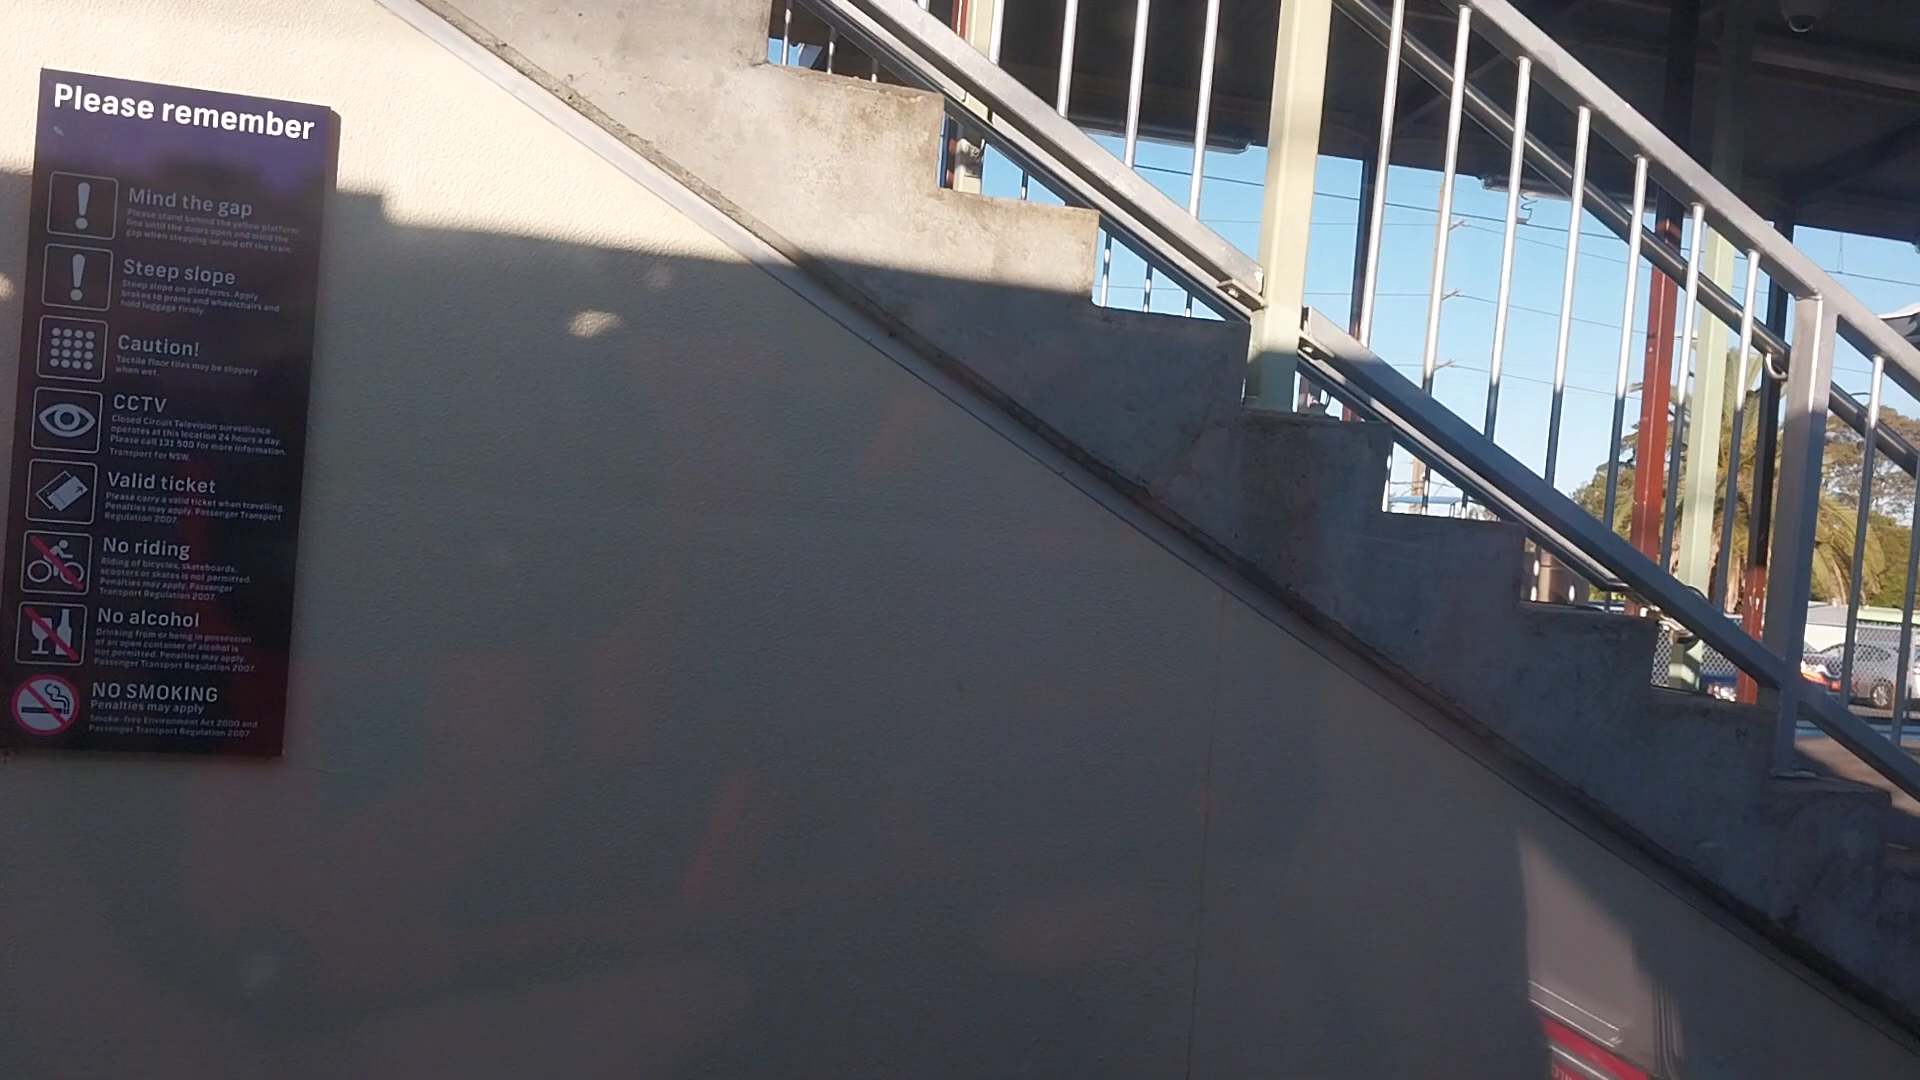 Please remember
Mind the gap
Please stand behind the yellow platform
line until the doors open and mind the
gap when stepping on and off the train.
Steep slope
Steep slope on platforms. Apply
brakes to prams and wheelchairs and
hold luggage firmly.
Caution!
Tactile floor tiles may be slippery
when wet.
CCTV
Closed Circuit Television surveillance
operates at this location 24 hours a day.
Please call 131 500 for more information.
Transport for NSW.
Valid ticket
Please carry a valid ticket when travelling.
Penalties may apply. Passenger Transport
Regulation 2007.
No riding
Riding of bicycles, skateboards,
scooters or skates is not permitted.
Penalties may apply. Passenger
Transport Regulation 2007.
No alcohol
Drinking from or being in possession
of an open container of alcohol is
not permitted. Penalties may apply.
Passenger Transport Regulation 2007.
NO SMOKING
Penalties may apply
Smoke-free Environment Act 2000 and
Passenger Transport Regulation 2007.